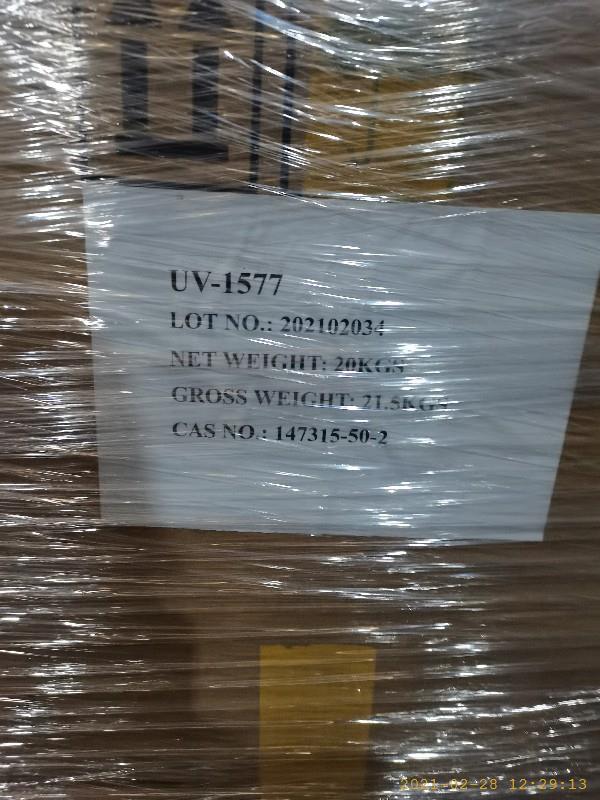 UV-1577
LOT NO.: 202102034
NET WEIGHT: 20KGS
GROSS WEIGHT: 21.5KGS
CAS NO.: 147315-50-2
2021-02-28 12:29:13